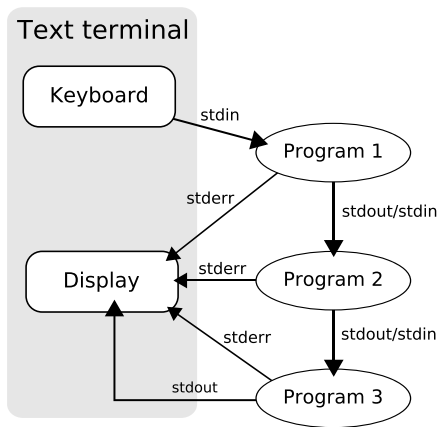 Text terminal
Keyboard
stdin
Program 1
stderr
stdout/stdin
Display
stderr
Program 2
stderr
stdout/stdin
stdout
Program 3